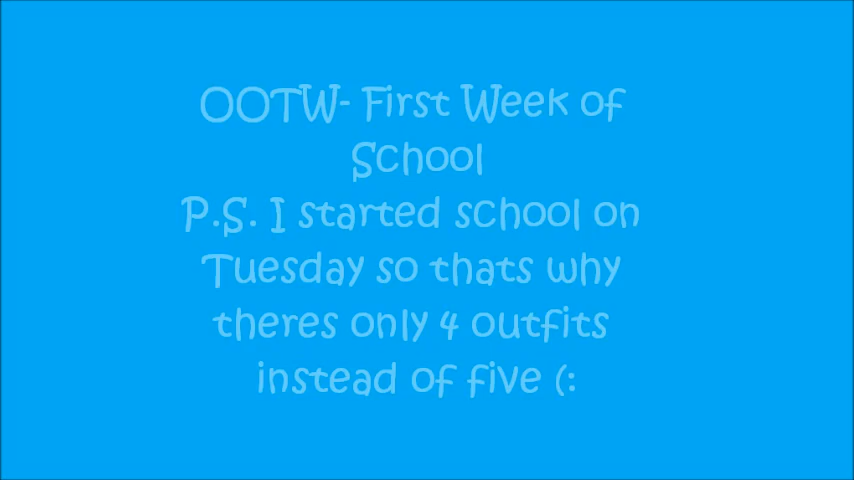 OOTW- First Week of
School
P.S. I started school on
Tuesday so thats why
theres only 4 outfits
instead of five (: